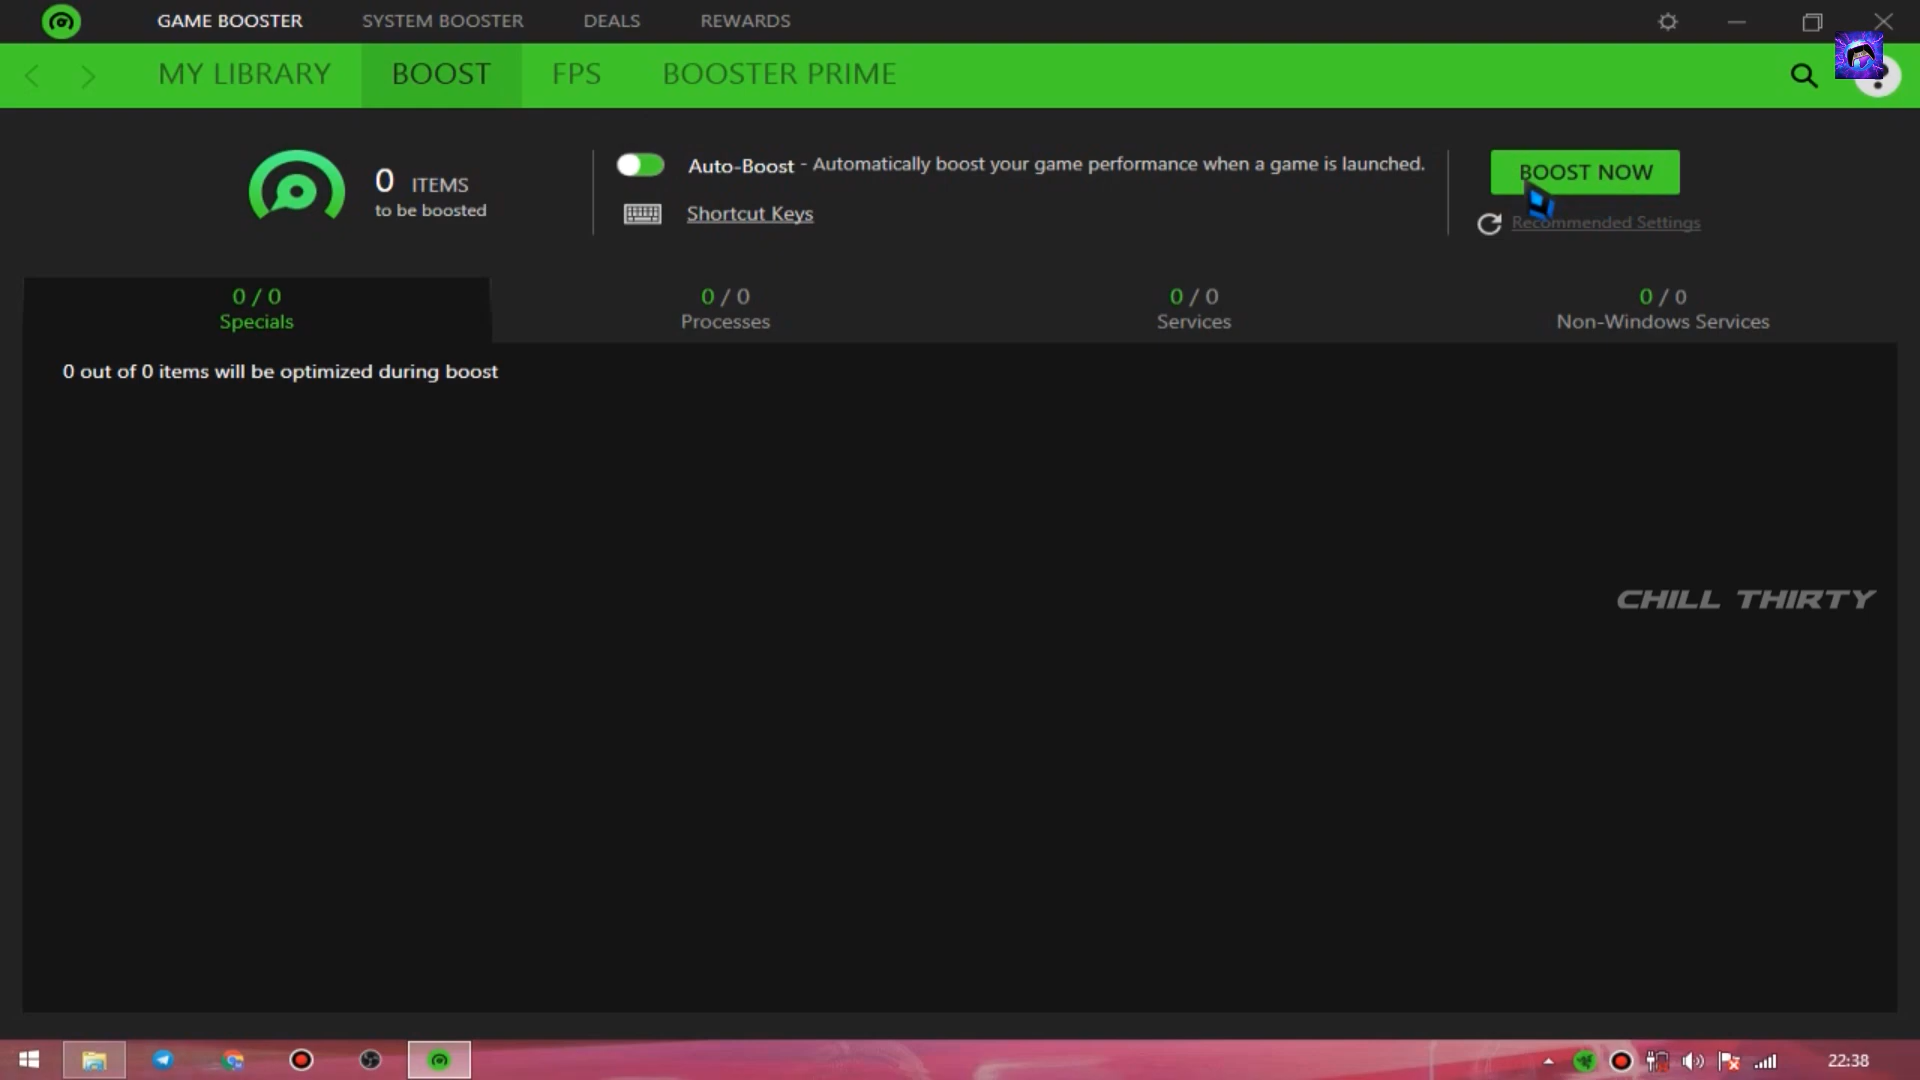 GAME BOOSTER SYSTEM BOOSTER DEALS REWARDS
MY LIBRARY BOOST FPS BOOSTER PRIME
0 ITEMS
to be boosted
Auto-Boost - Automatically boost your game performance when a game is launched.
Shortcut Keys
BOOST NOW
Recommended Settings
0 / 0
Specials
0 / 0
Processes
0 / 0
Services
0 / 0
Non-Windows Services
0 out of 0 items will be optimized during boost
CHILL THIRTY
22:38